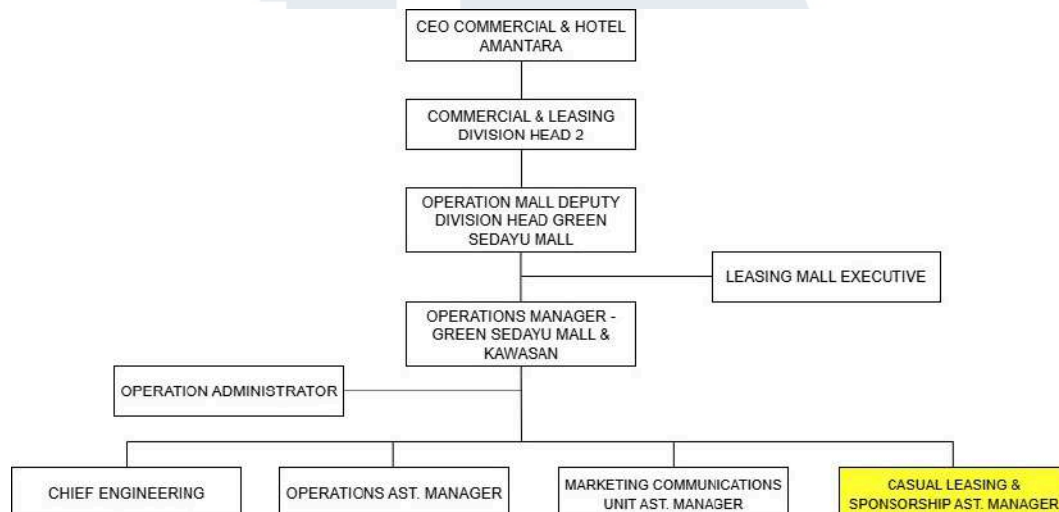 CEO COMMERCIAL & HOTEL
AMANTARA
COMMERCIAL & LEASING
DIVISION HEAD 2
OPERATION MALL DEPUTY
DIVISION HEAD GREEN
SEDAYU MALL
LEASING MALL EXECUTIVE
OPERATIONS MANAGER -
GREEN SEDAYU MALL &
KAWASAN
OPERATION ADMINISTRATOR
CHIEF ENGINEERING
OPERATIONS AST. MANAGER
MARKETING COMMUNICATIONS
UNIT AST. MANAGER
CASUAL LEASING &
SPONSORSHIP AST. MANAGER